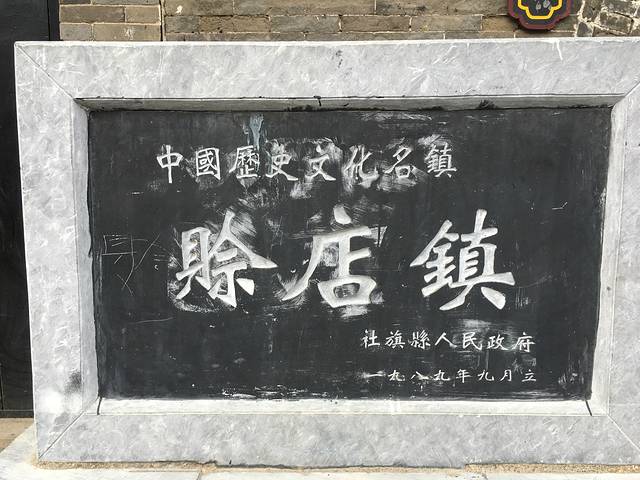 中國歷史文化名鎮
賒店鎮
社旗縣人民政府
一九八九年九月立